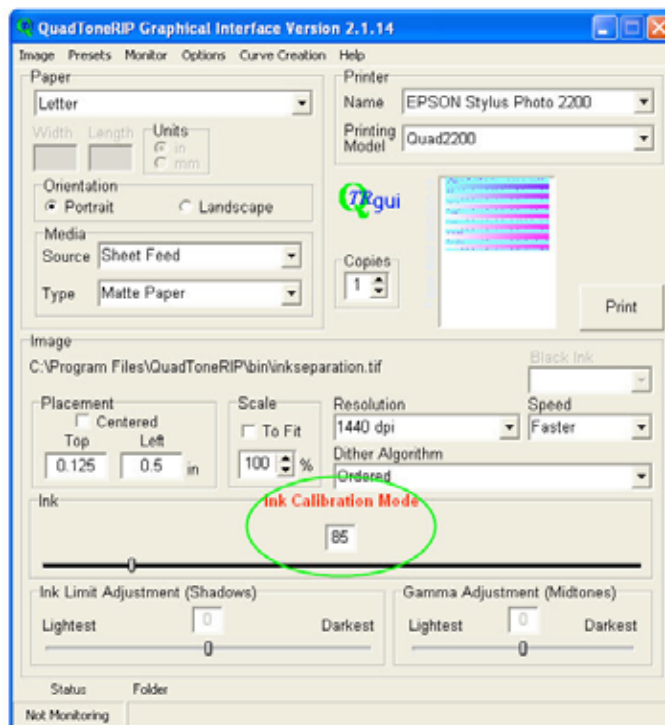 QuadToneRIP Graphical Interface Version 2.1.14
Image Presets Monitor Options Curve Creation Help
Paper
Letter
Width Length Units
in
mm
Orientation
Portrait Landscape
Media
Source Sheet Feed
Type Matte Paper
Printer
Name EPSON Stylus Photo 2200
Printing
Model Quad2200
QTRgui
Copies
1
Print
Image
C:\Program Files\QuadToneRIP\bin\inkseparation.tif
Black Ink
Placement
Centered
Top Left
0.125 0.5 in
Scale
To Fit
100 %
Resolution
1440 dpi
Speed
Faster
Dither Algorithm
Ordered
Ink
Ink Calibration Mode
85
Ink Limit Adjustment (Shadows)
Lightest 0 Darkest
Gamma Adjustment (Midtones)
Lightest 0 Darkest
Status Folder
Not Monitoring